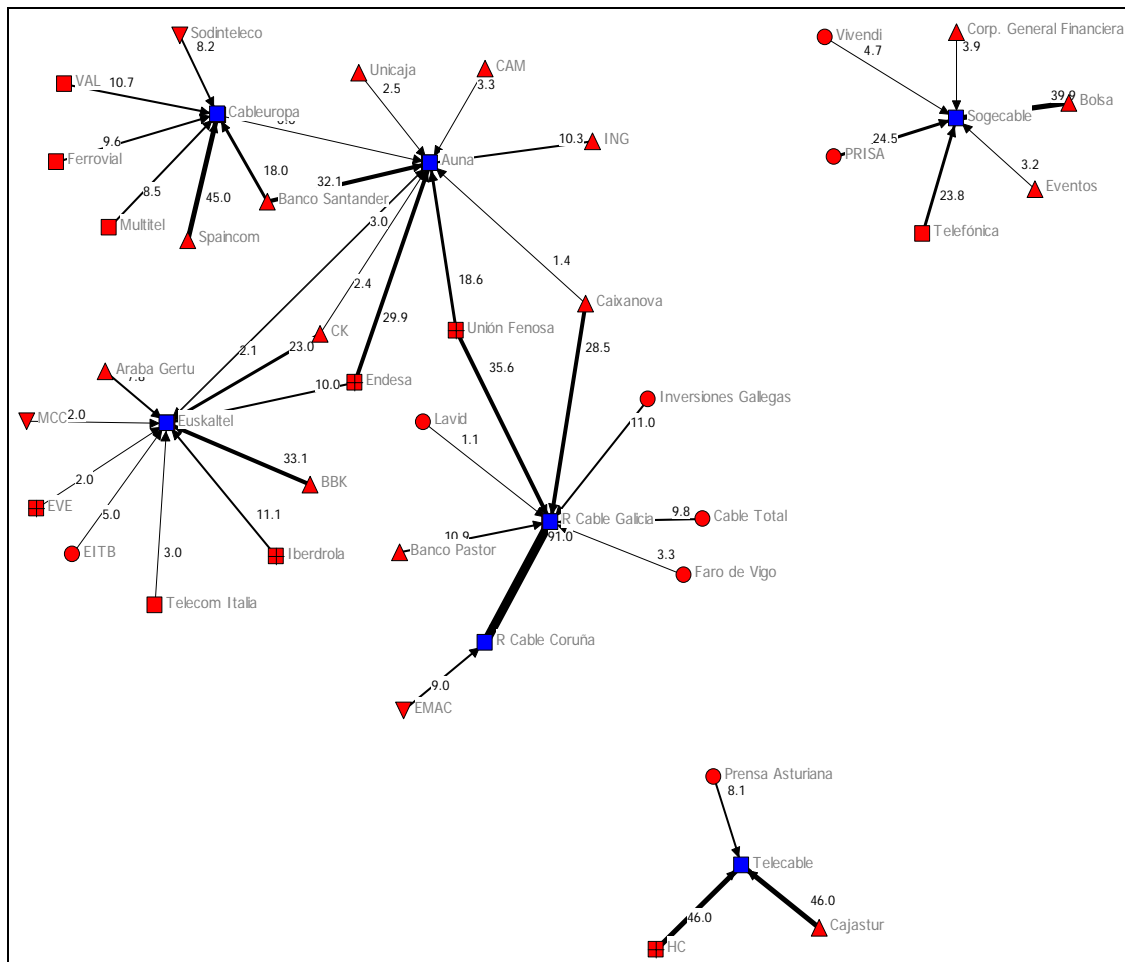 Sodinteleco
8.2
Vivendi
4.7
Corp. General Financiera
3.9
VAL
10.7
Unicaja
2.5
CAM
3.3
39.9
Bolsa
Cableuropa
Sogecable
9.6
Ferrovial
10.3
ING
Auna
24.5
PRISA
18.0
32.1
3.2
Eventos
8.5
45.0
Banco Santander
23.8
Multitel
3.0
Spaincom
Telefónica
1.4
2.4
18.6
Caixanova
29.9
CK
Unión Fenosa
2.1
23.0
28.5
Araba Gertu
35.6
10.0
Endesa
MCC
2.0
Euskaltel
Lavid
1.1
Inversiones Gallegas
11.0
33.1
BBK
2.0
EVE
5.0
11.1
R Cable Galicia
9.8
Cable Total
10.9
91.0
EITB
3.0
Iberdrola
Banco Pastor
3.3
Faro de Vigo
Telecom Italia
R Cable Coruña
9.0
EMAC
Prensa Asturiana
8.1
Telecable
46.0
46.0
Cajastur
HC